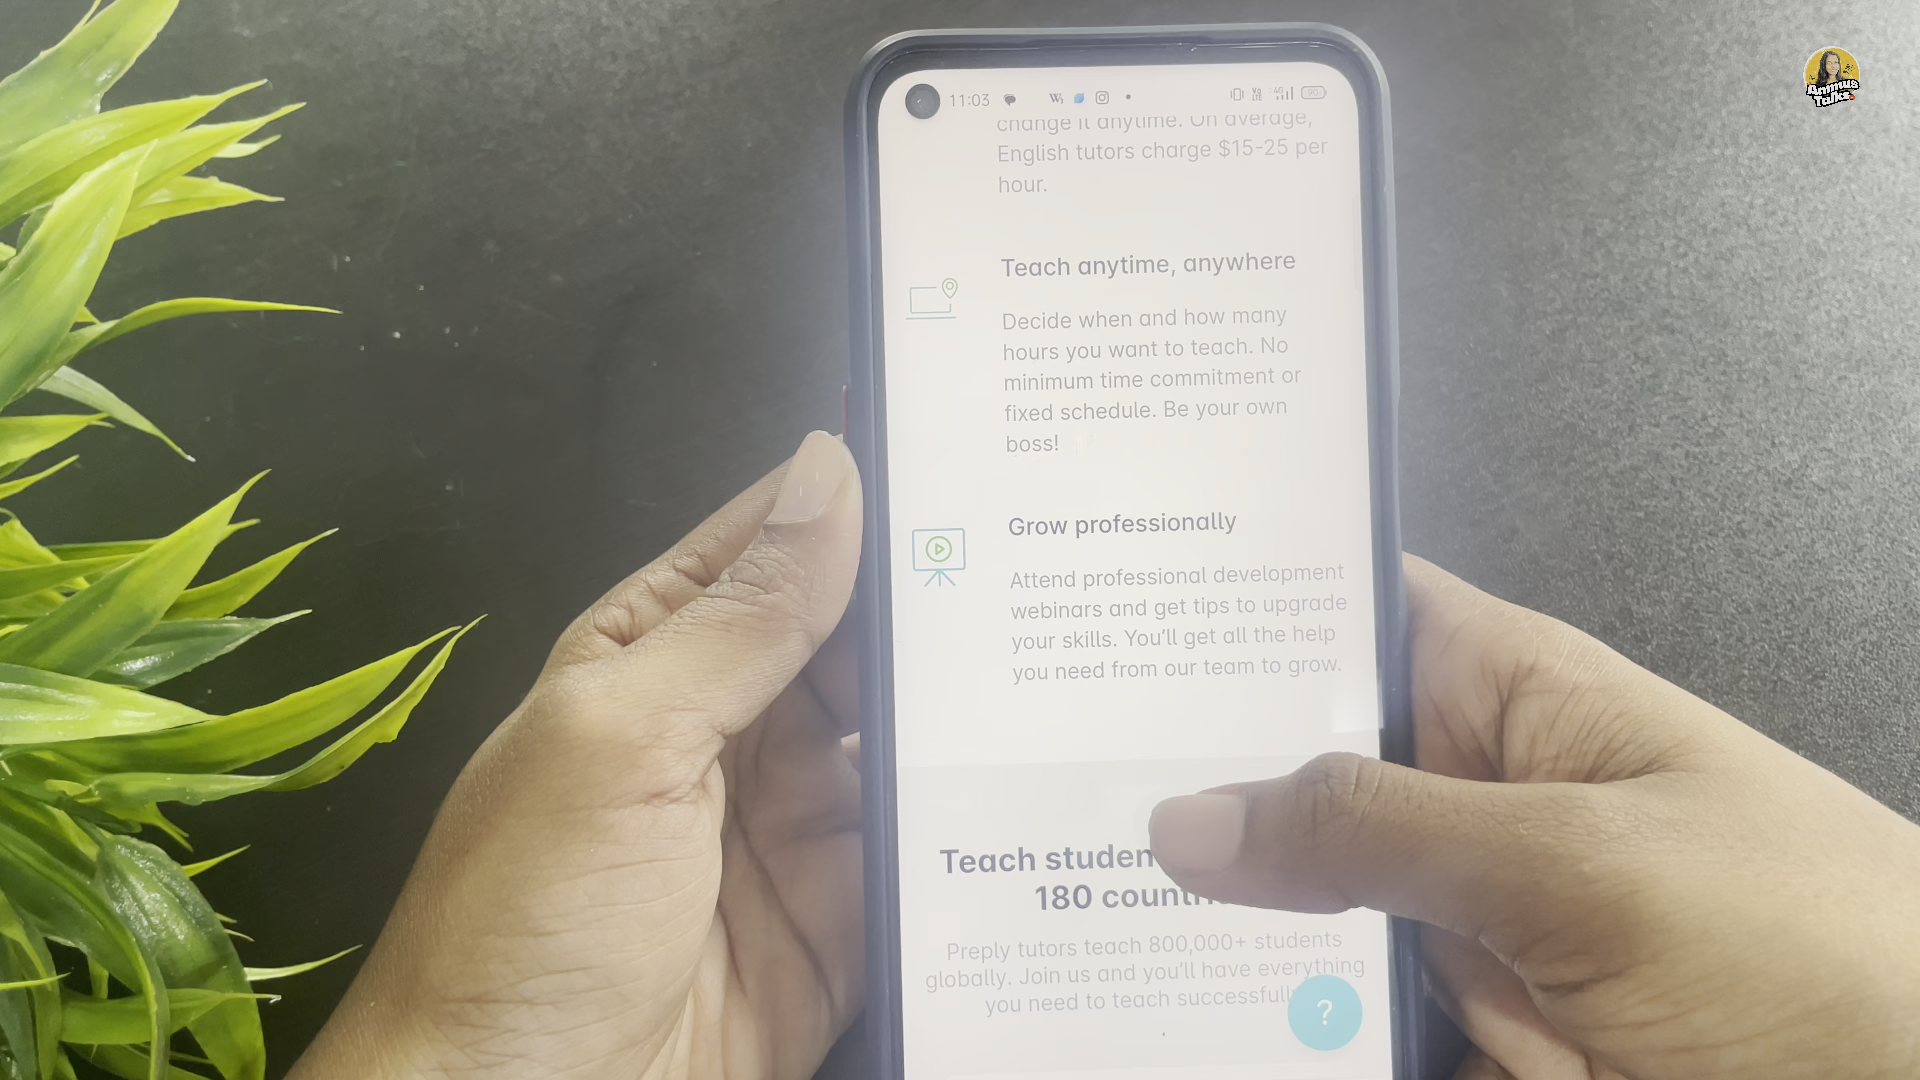 11:03
change it anytime. On average,
English tutors charge $15-25 per
hour.
Teach anytime, anywhere
Decide when and how many
hours you want to teach. No
minimum time commitment or
fixed schedule. Be your own
boss!
Grow professionally
Attend professional development
webinars and get tips to upgrade
your skills. You'll get all the help
you need from our team to grow.
Teach studen
180 count
Preply tutors teach 800,000+ students
globally. Join us and you'll have everything
you need to teach successfull
?
Anmus
Talks